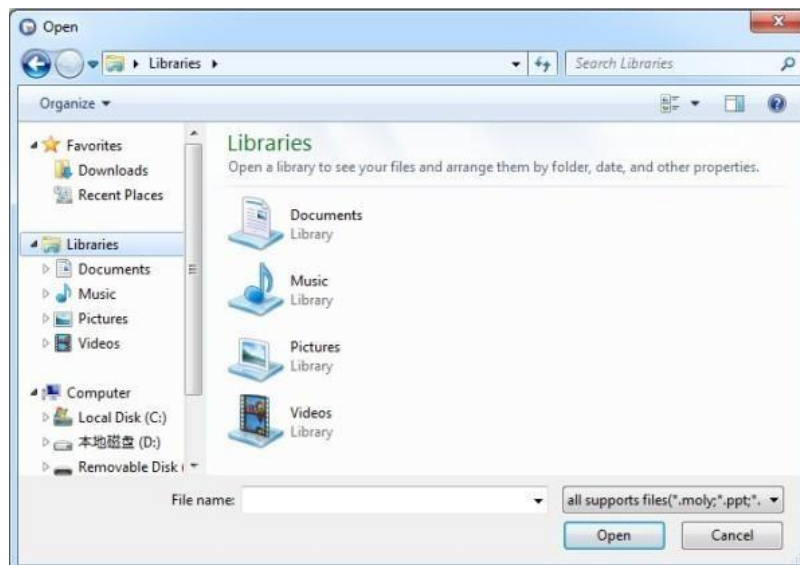 Open
Libraries
Search Libraries
Organize
Favorites
Downloads
Recent Places
Libraries
Documents
Music
Pictures
Videos
Computer
Local Disk (C:)
本地磁盘 (D:)
Removable Disk (
Libraries
Open a library to see your files and arrange them by folder, date, and other properties.
Documents
Library
Music
Library
Pictures
Library
Videos
Library
File name:
all supports files(*.moly;*.ppt;*.
Open
Cancel